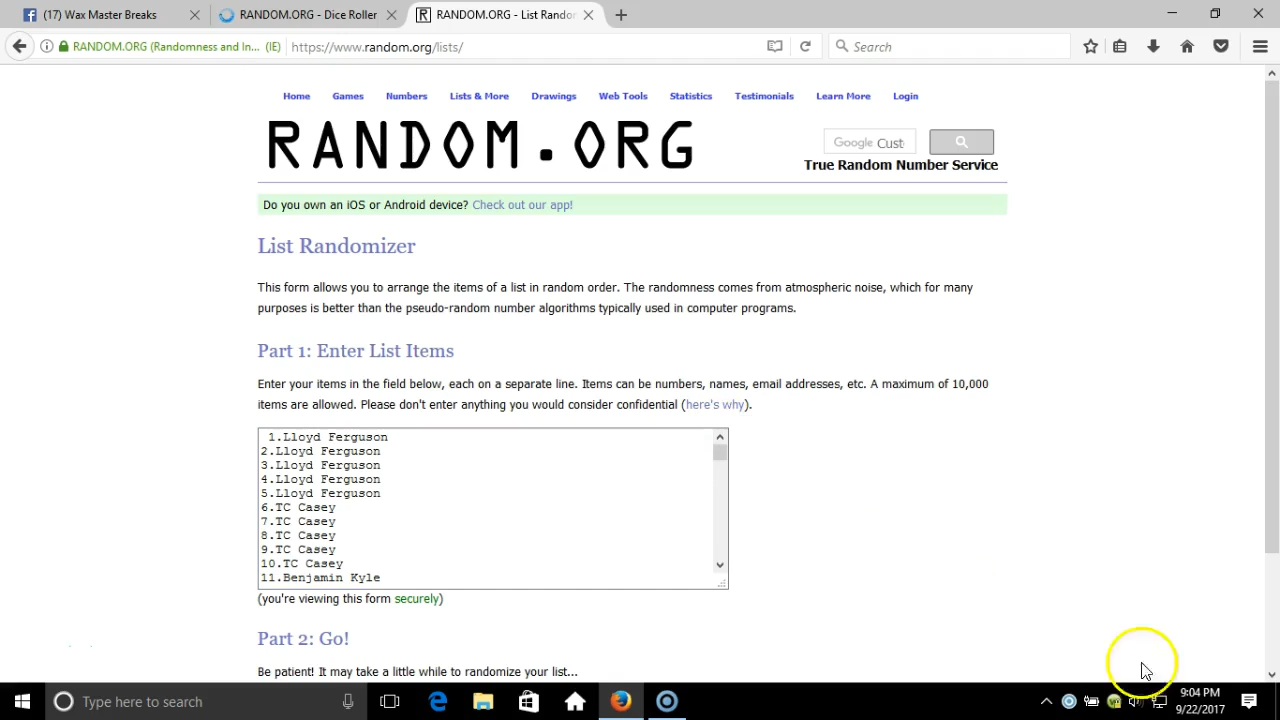 (17) Wax Master Breaks
RANDOM.ORG - Dice Roller
RANDOM.ORG - List Rando
RANDOM.ORG (Randomness and In... (IE)
https://www.random.org/lists/
Search
Home Games Numbers Lists & More Drawings Web Tools Statistics Testimonials Learn More Login
RANDOM.ORG
Google Cust
True Random Number Service
Do you own an iOS or Android device? Check out our app!
List Randomizer
This form allows you to arrange the items of a list in random order. The randomness comes from atmospheric noise, which for many
purposes is better than the pseudo-random number algorithms typically used in computer programs.
Part 1: Enter List Items
Enter your items in the field below, each on a separate line. Items can be numbers, names, email addresses, etc. A maximum of 10,000
items are allowed. Please don't enter anything you would consider confidential (here's why).
1.Lloyd Ferguson
2.Lloyd Ferguson
3.Lloyd Ferguson
4.Lloyd Ferguson
5.Lloyd Ferguson
6.TC Casey
7.TC Casey
8.TC Casey
9.TC Casey
10.TC Casey
11.Benjamin Kyle
(you're viewing this form securely)
Part 2: Go!
Be patient! It may take a little while to randomize your list...
Type here to search
9:04 PM
9/22/2017